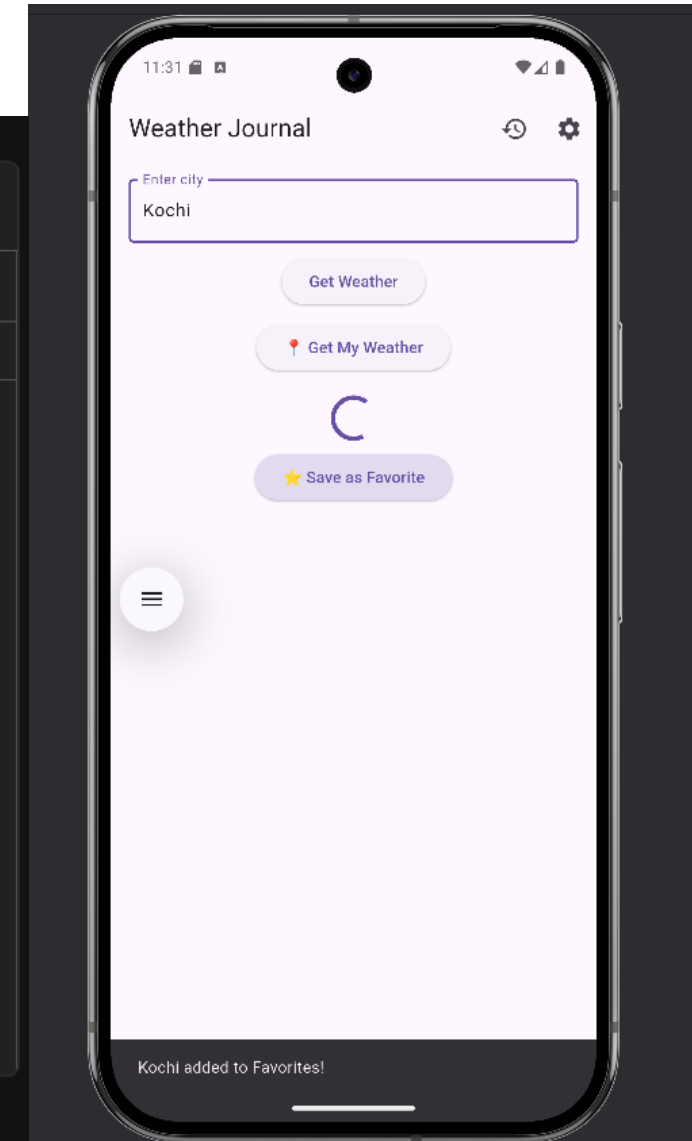 11:31
Weather Journal
Enter city
Kochi
Get Weather
📍 Get My Weather
⭐ Save as Favorite
Kochi added to Favorites!